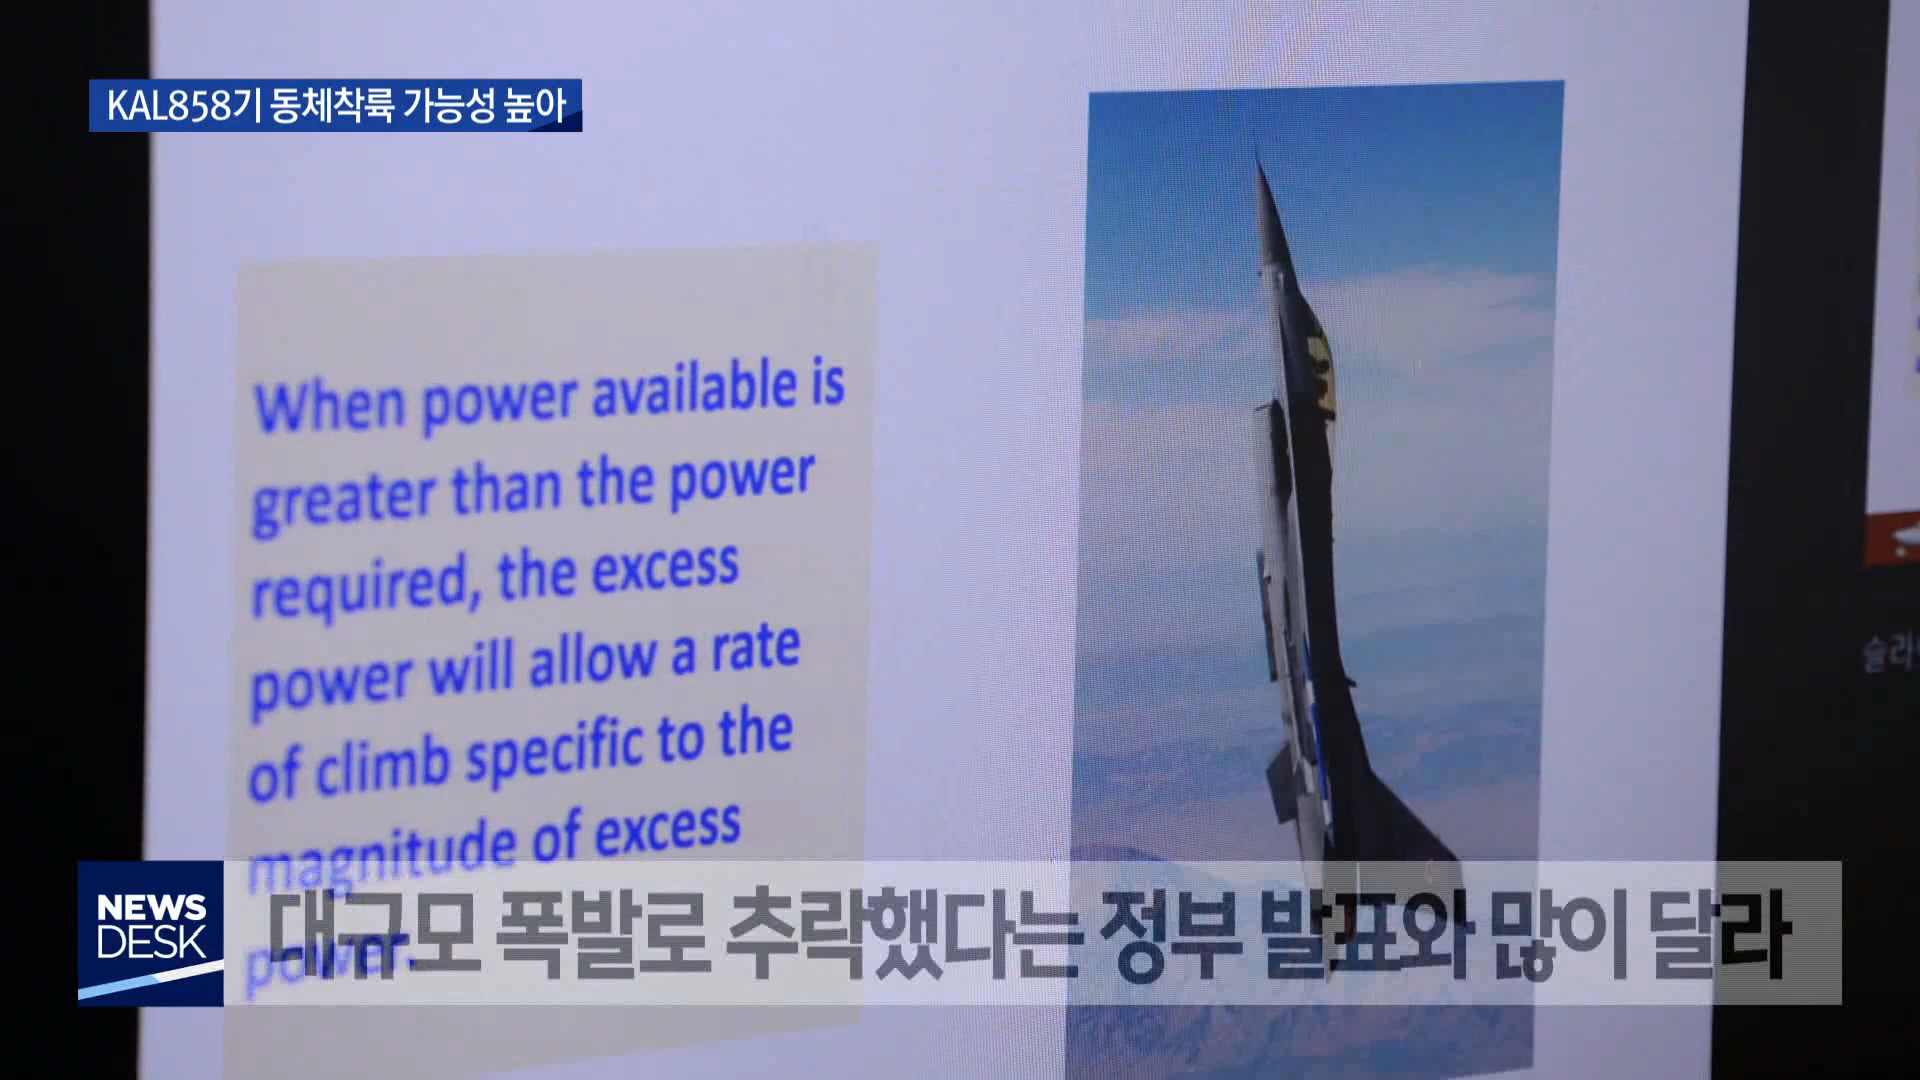 KAL858기 동체착륙 가능성 높아
When power available is
greater than the power
required, the excess
power will allow a rate
of climb specific to the
magnitude of excess
power.
NEWS
DESK
대규모 폭발로 추락했다는 정부 발표와 많이 달라